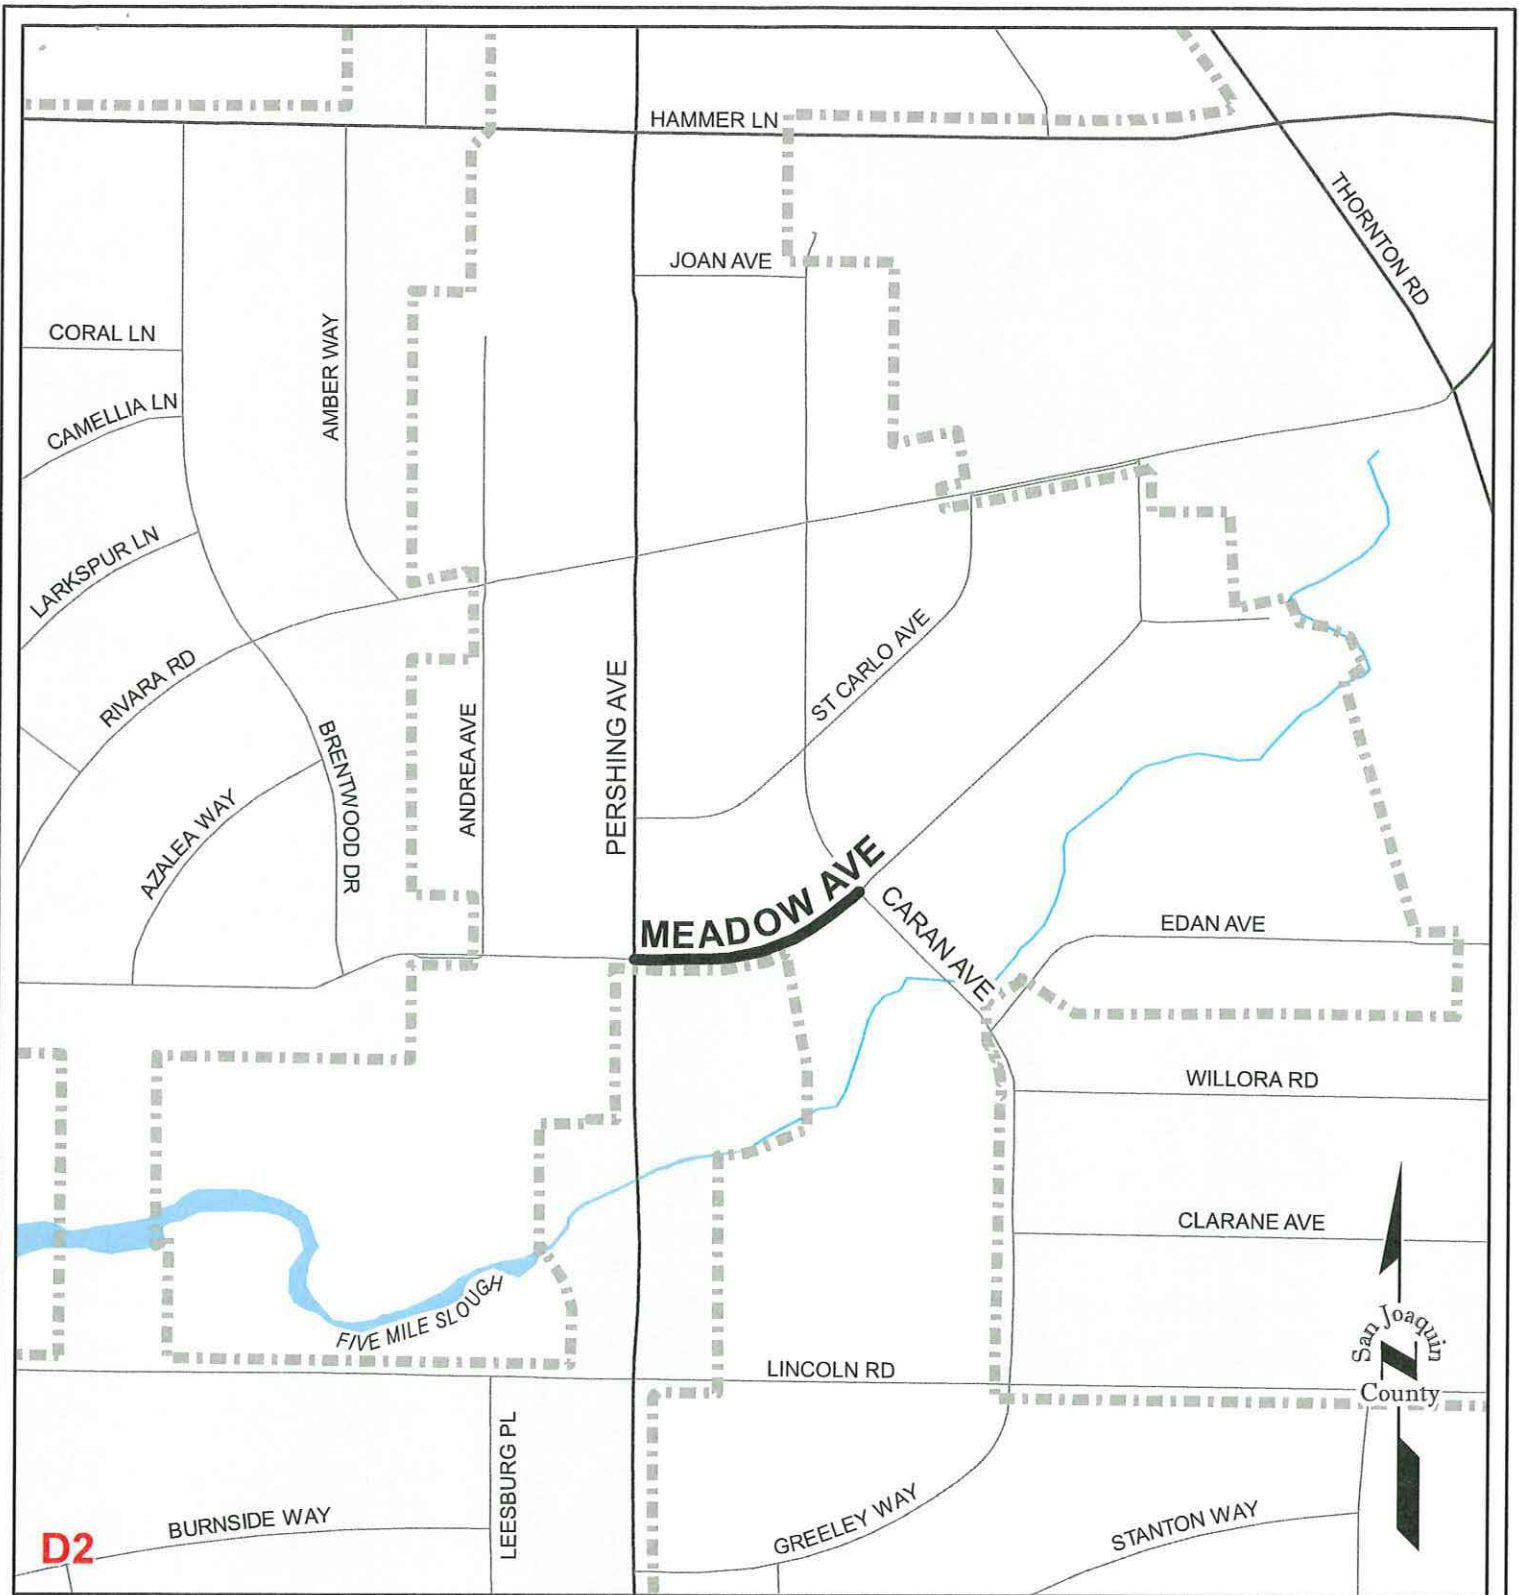 HAMMER LN
THORNTON RD
JOAN AVE
CORAL LN
AMBER WAY
CAMELLIA LN
LARKSPUR LN
RIVARA RD
ST CARLO AVE
PERSHING AVE
ANDREA AVE
BRENTWOOD DR
AZALEA WAY
MEADOW AVE
CARAN AVE
EDAN AVE
WILLORA RD
CLARANE AVE
FIVE MILE SLOUGH
San Joaquin
County
LINCOLN RD
LEESBURG PL
BURNSIDE WAY
GREELEY WAY
STANTON WAY
D2